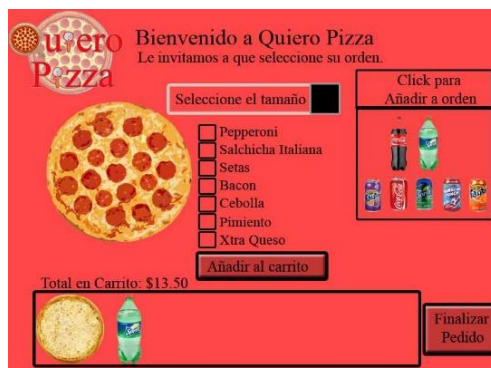 Quiero
Pizza
Bienvenido a Quiero Pizza
Le invitamos a que seleccione su orden.
Seleccione el tamaño
Pepperoni
Salchicha Italiana
Setas
Bacon
Cebolla
Pimiento
Xtra Queso
Añadir al carrito
Click para
Añadir a orden
Total en Carrito: $13.50
Finalizar
Pedido